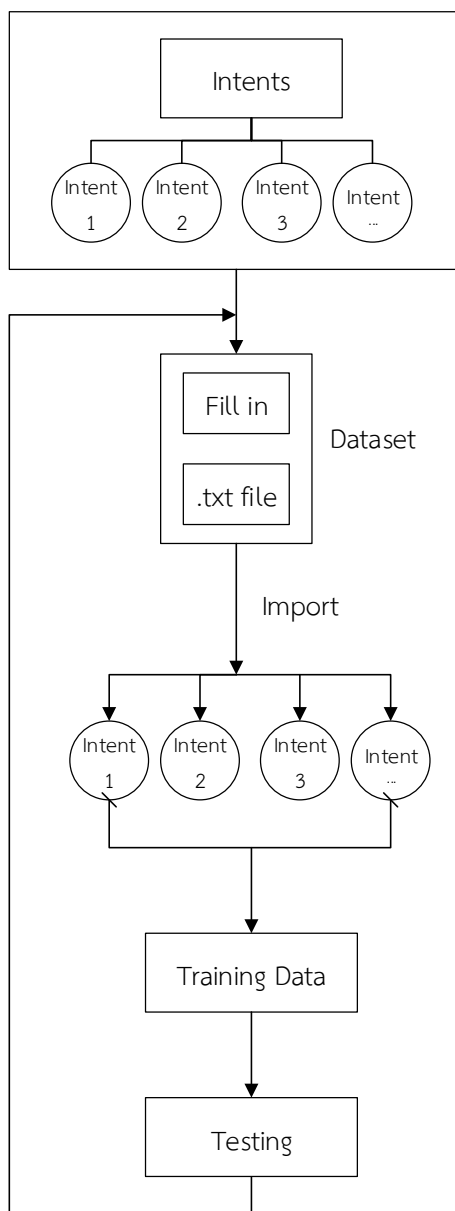 Intents
Intent
1
Intent
2
Intent
3
Intent
...
Fill in
Dataset
.txt file
Import
Intent
1
Intent
2
Intent
3
Intent
...
Training Data
Testing